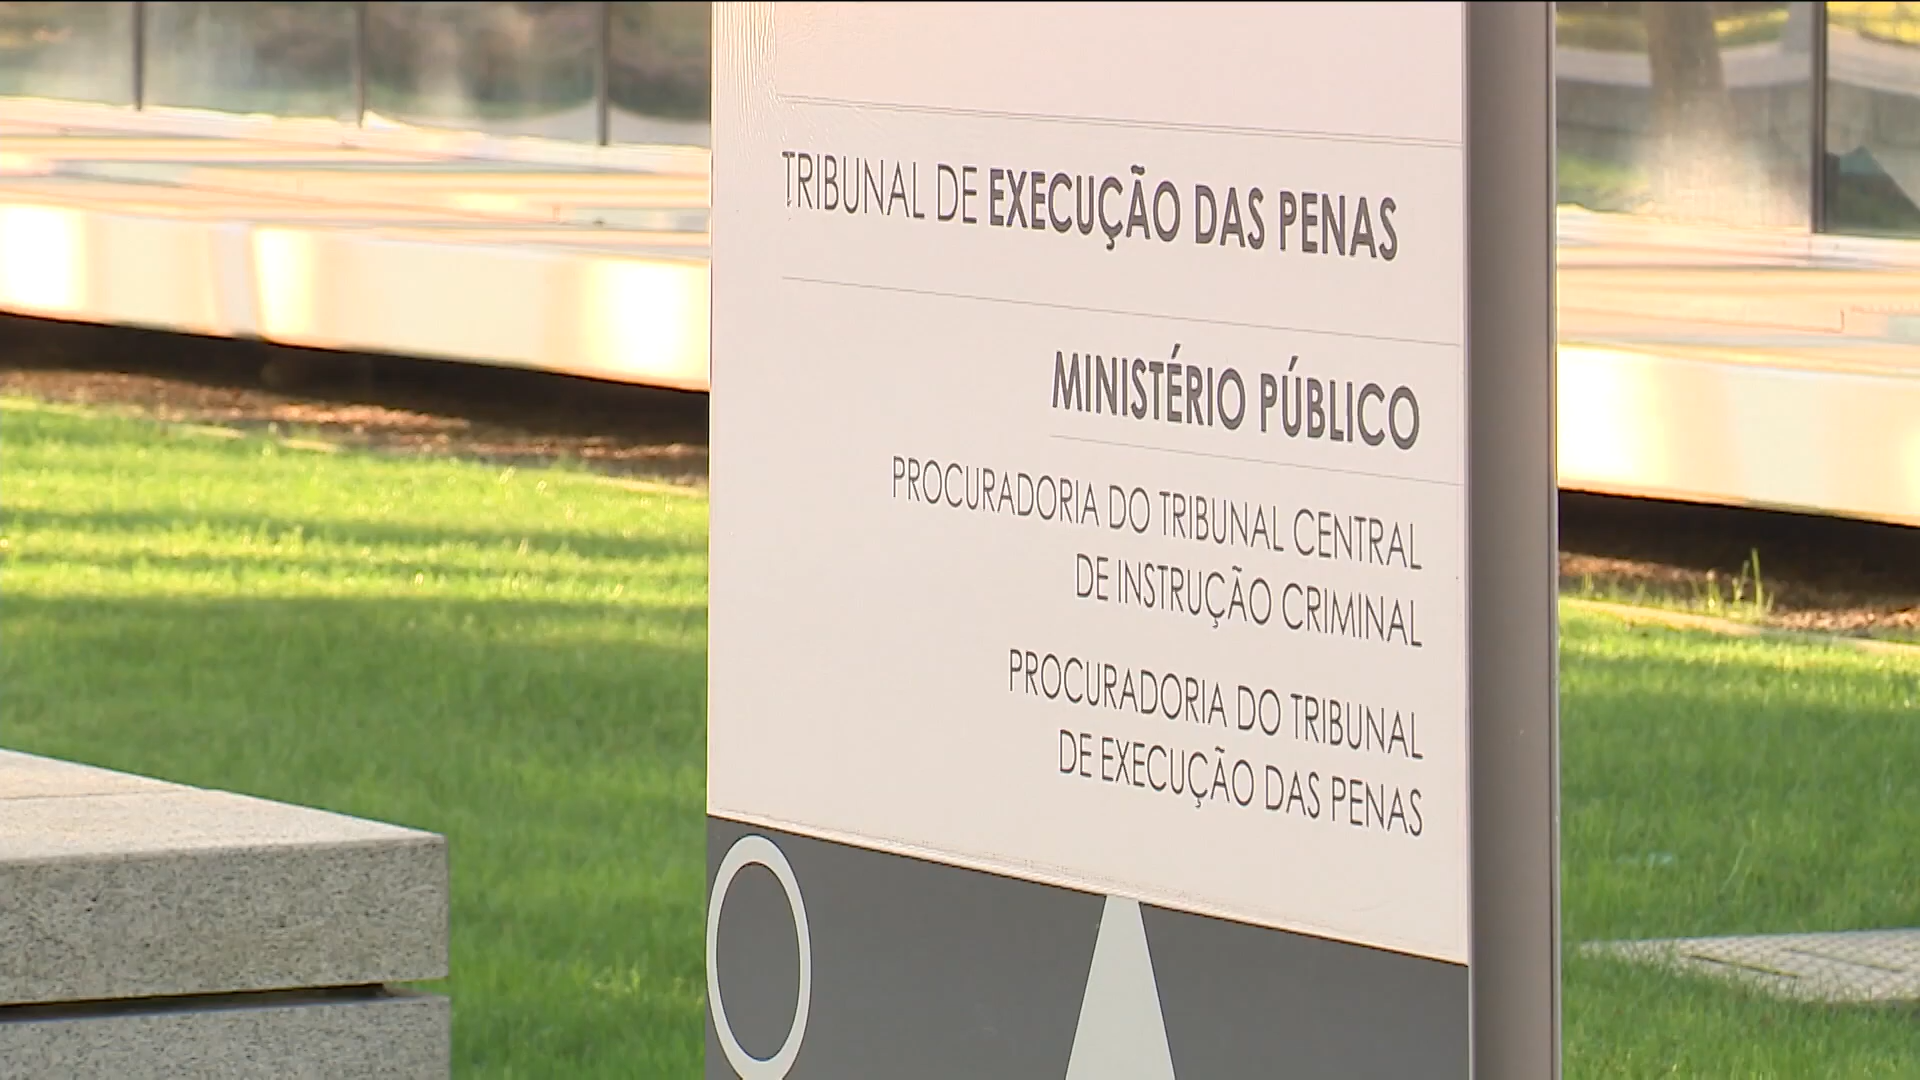 TRIBUNAL DE EXECUÇÃO DAS PENAS
MINISTÉRIO PÚBLICO
PROCURADORIA DO TRIBUNAL CENTRAL
DE INSTRUÇÃO CRIMINAL
PROCURADORIA DO TRIBUNAL
DE EXECUÇÃO DAS PENAS